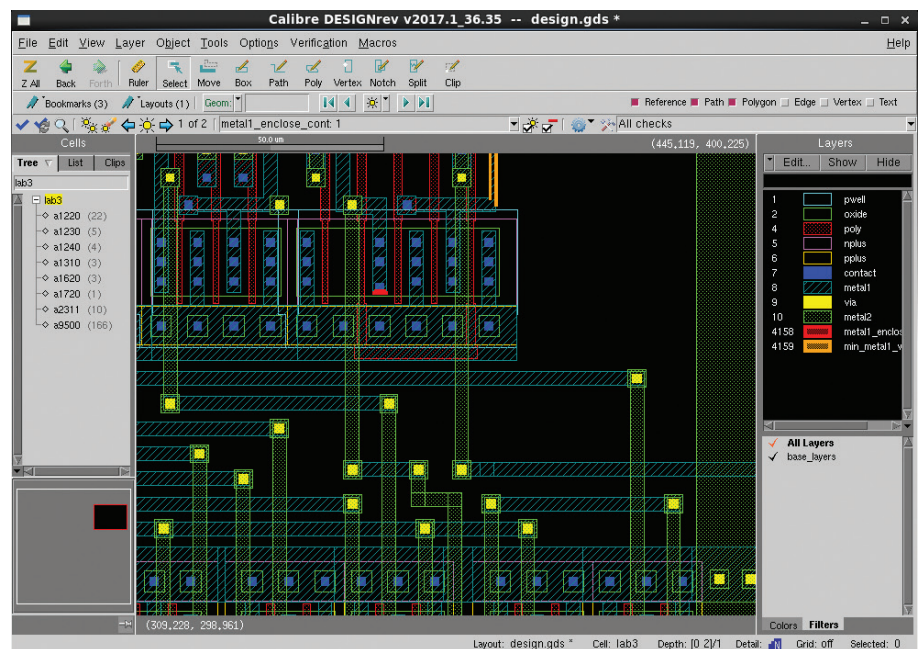 Calibre DESIGNrev v2017.1_36.35 -- design.gds *
File Edit View Layer Object Tools Options Verification Macros Help
Z All Back Forth Ruler Select Move Box Path Poly Vertex Notch Split Clip
Bookmarks (3) Layouts (1) Geom: Reference Path Polygon Edge Vertex Text
1 of 2 metal1_enclose_cont: 1 All checks
Cells 50.0 um (445.119, 400.225) Layers
Tree List Clips Edit... Show Hide
lab3
lab3
a1220 (22)
a1230 (5)
a1240 (4)
a1310 (3)
a1620 (3)
a1720 (1)
a2311 (10)
a9500 (166)
1 pwell
2 oxide
4 poly
5 nplus
6 pplus
7 contact
8 metal1
9 via
10 metal2
4158 metal1_enclo
4159 min_metal1_v
All Layers
base_layers
(309.228, 298.961) Colors Filters
Layout: design.gds * Cell: lab3 Depth: [0 2]/1 Detail: Grid: off Selected: 0